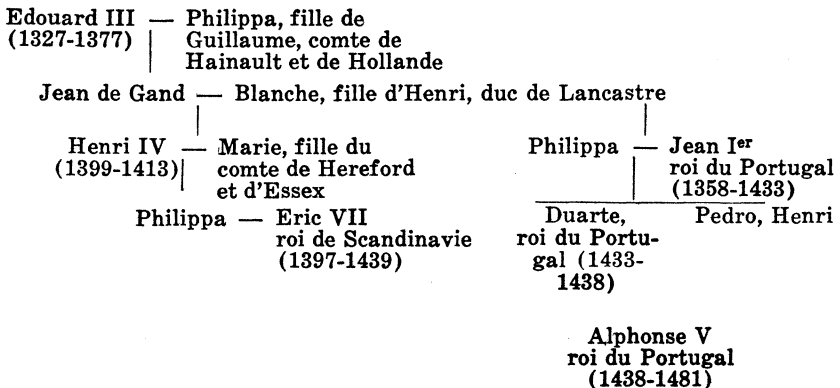 Edouard III — Philippa, fille de
(1327-1377) Guillaume, comte de
Hainault et de Hollande
Jean de Gand — Blanche, fille d'Henri, duc de Lancastre
Henri IV — Marie, fille du
(1399-1413) comte de Hereford
et d'Essex
Philippa — Jean Ier
roi du Portugal
(1358-1433)
Philippa — Eric VII
roi de Scandinavie
(1397-1439)
Duarte,
roi du Portu-
gal (1433-
1438)
Pedro, Henri
Alphonse V
roi du Portugal
(1438-1481)